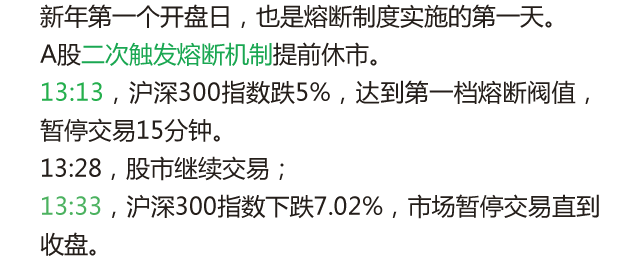 新年第一个开盘日，也是熔断制度实施的第一天。
A股二次触发熔断机制提前休市。
13:13，沪深300指数跌5%，达到第一档熔断阀值，
暂停交易15分钟。
13:28，股市继续交易；
13:33，沪深300指数下跌7.02%，市场暂停交易直到
收盘。